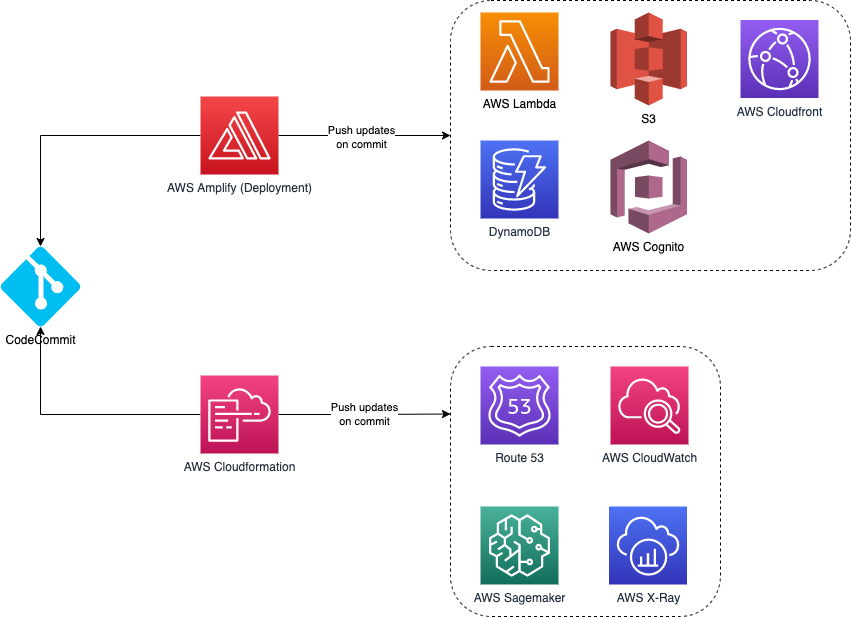 AWS Lambda
S3
AWS Cloudfront
Push updates
on commit
AWS Amplify (Deployment)
DynamoDB
AWS Cognito
CodeCommit
Push updates
on commit
AWS Cloudformation
53
Route 53
AWS CloudWatch
AWS Sagemaker
AWS X-Ray